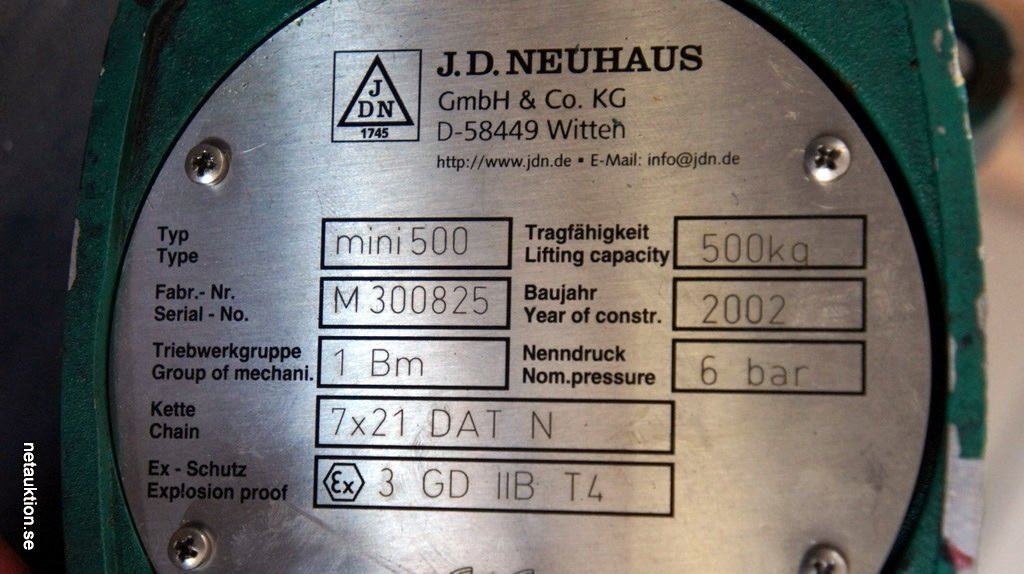 J
DN
1745
J.D. NEUHAUS
GmbH & Co. KG
D-58449 Witten
http://www.jdn.de ▪ E-Mail: info@jdn.de
Typ
Type
mini 500
Tragfähigkeit
Lifting capacity
500kg
Fabr.- Nr.
Serial - No.
M 300825
Baujahr
Year of constr.
2002
Triebwerkgruppe
Group of mechani.
1 Bm
Nenndruck
Nom.pressure
6 bar
Kette
Chain
7x21 DAT N
Ex - Schutz
Explosion proof
Ex 3 GD IIB T4
netauktion.se